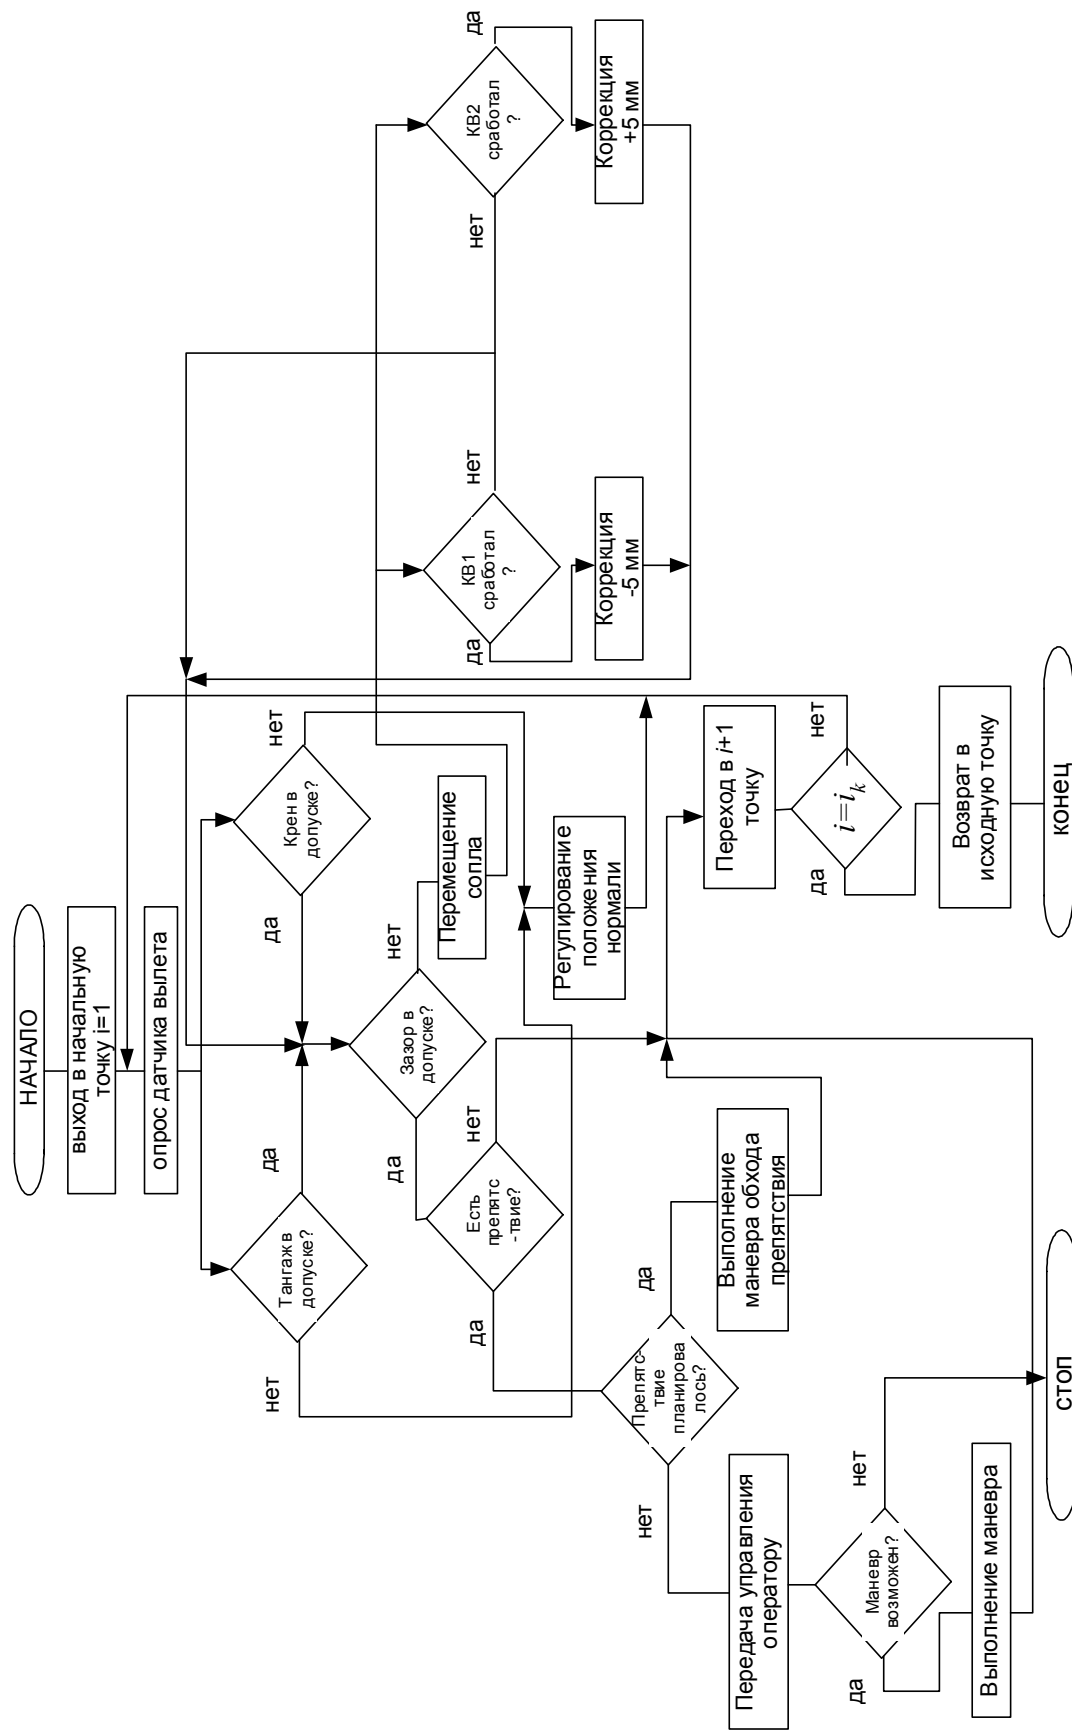 НАЧАЛО
выход в начальную
точку i=1
опрос датчика вылета
Тангаж в
допуске?
да
нет
Крен в
допуске?
да
нет
Зазор в
допуске?
да
нет
Перемещение
сопла
КВ1
сработал
?
да
нет
КВ2
сработал
?
нет
да
Коррекция
-5 мм
Коррекция
+5 мм
Есть
препятс
-твие?
да
нет
Регулирование
положения
нормали
Препятс-
твие
планирова
лось?
нет
да
Выполнение
маневра обхода
препятствия
Переход в i+1
точку
i=iₖ
да
нет
Передача управления
оператору
Маневр
возможен?
да
нет
Выполнение маневра
Возврат в
исходную точку
стоп
конец